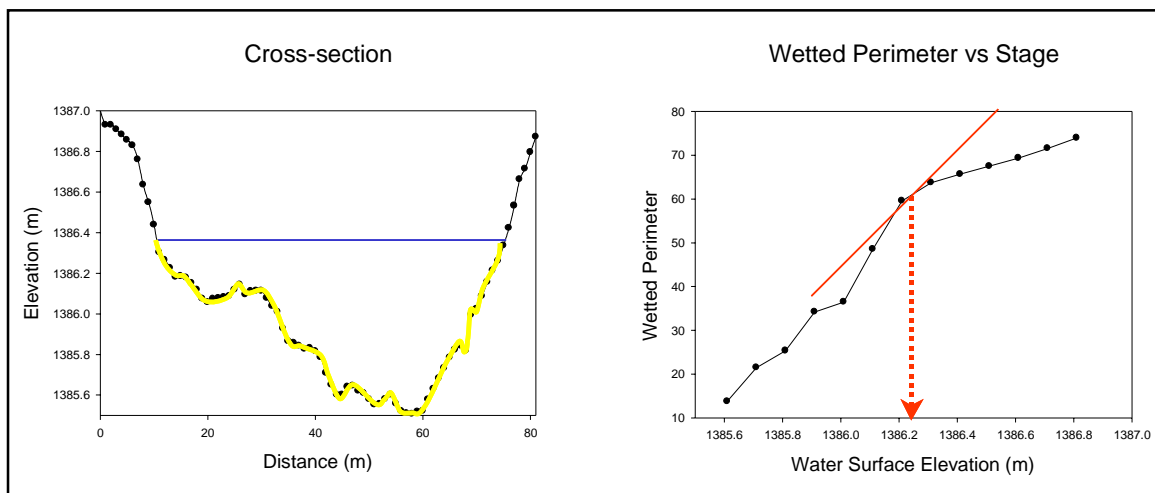 Cross-section
1387.0
1386.8
1386.6
1386.4
1386.2
1386.0
1385.8
1385.6
Elevation (m)
0 20 40 60 80
Distance (m)
Wetted Perimeter vs Stage
80
70
60
50
40
30
20
10
Wetted Perimeter
1385.6 1385.8 1386.0 1386.2 1386.4 1386.6 1386.8 1387.0
Water Surface Elevation (m)